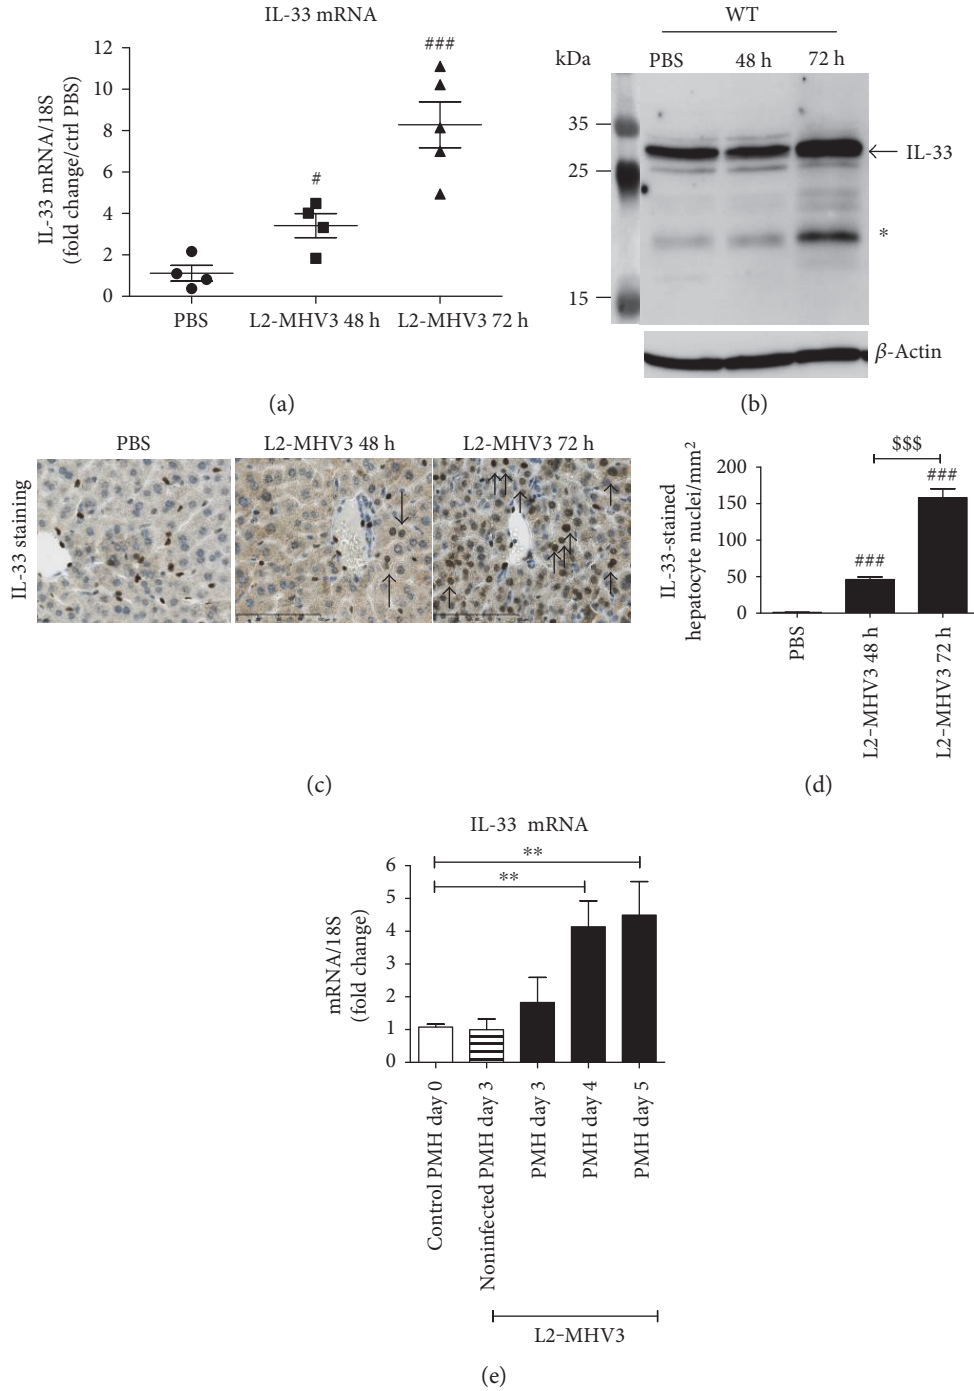 IL-33 mRNA
IL-33 mRNA/18S
(fold change/ctrl PBS)
12
10
8
6
4
2
0
#
###
PBS
L2-MHV3 48 h
L2-MHV3 72 h
(a)
WT
kDa
PBS
48 h
72 h
35
25
15
IL-33
*
β-Actin
(b)
IL-33 staining
PBS
L2-MHV3 48 h
L2-MHV3 72 h
(c)
IL-33-stained
hepatocyte nuclei/mm²
200
150
100
50
0
$$$
###
###
PBS
L2-MHV3 48 h
L2-MHV3 72 h
(d)
IL-33 mRNA
mRNA/18S
(fold change)
6
5
4
3
2
1
0
**
**
Control PMH day 0
Noninfected PMH day 3
PMH day 3
PMH day 4
PMH day 5
L2-MHV3
(e)